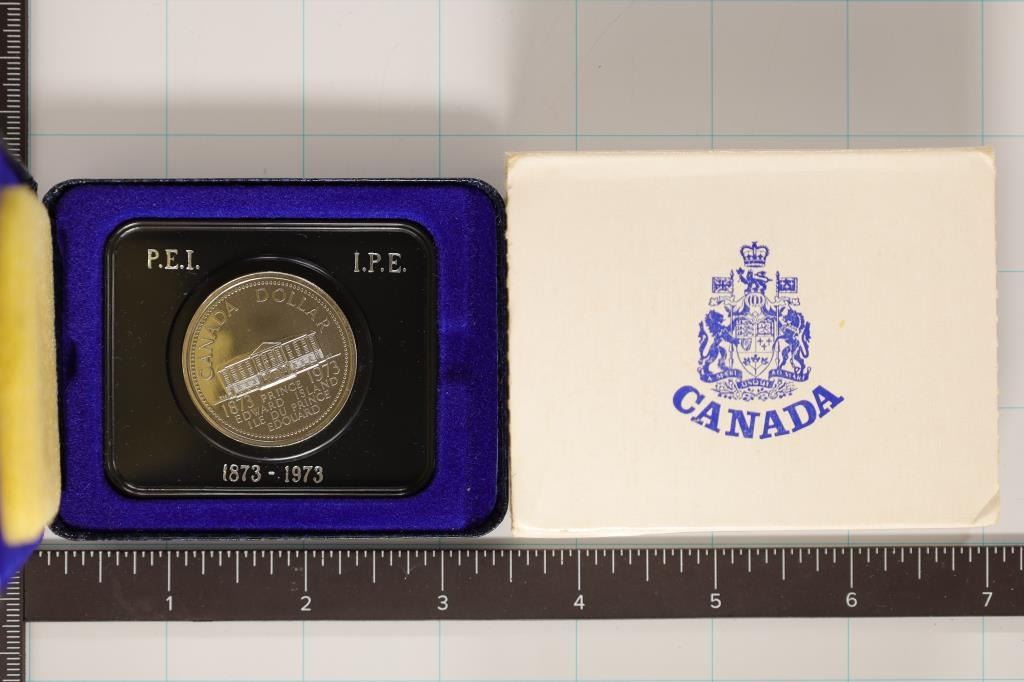 P.E.I. I.P.E.
CANADA DOLLAR
1873 PRINCE 1973
EDWARD ISLAND
ILE DU PRINCE
EDOUARD
1873 - 1973
CANADA
1 2 3 4 5 6 7